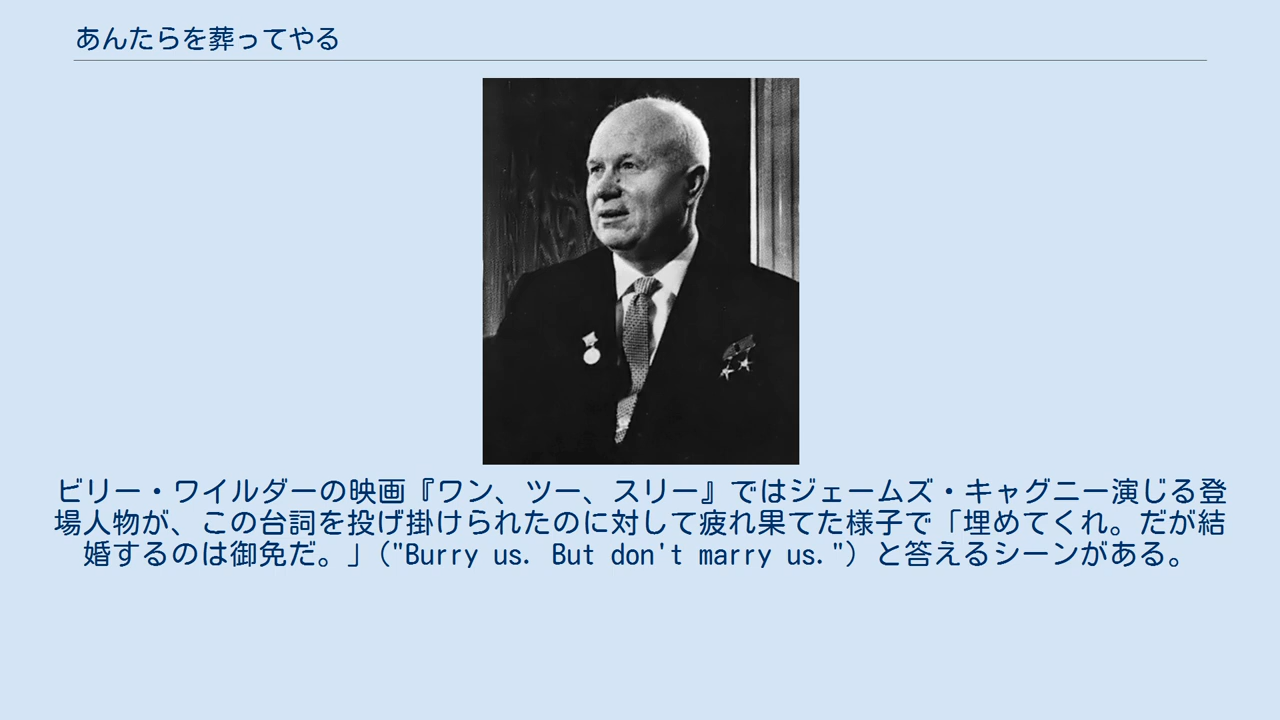 あんたらを葬ってやる
ビリー・ワイルダーの映画『ワン、ツー、スリー』ではジェームズ・キャグニー演じる登
場人物が、この台詞を投げ掛けられたのに対して疲れ果てた様子で「埋めてくれ。だが結
婚するのは御免だ。」（"Burry us. But don't marry us."）と答えるシーンがある。